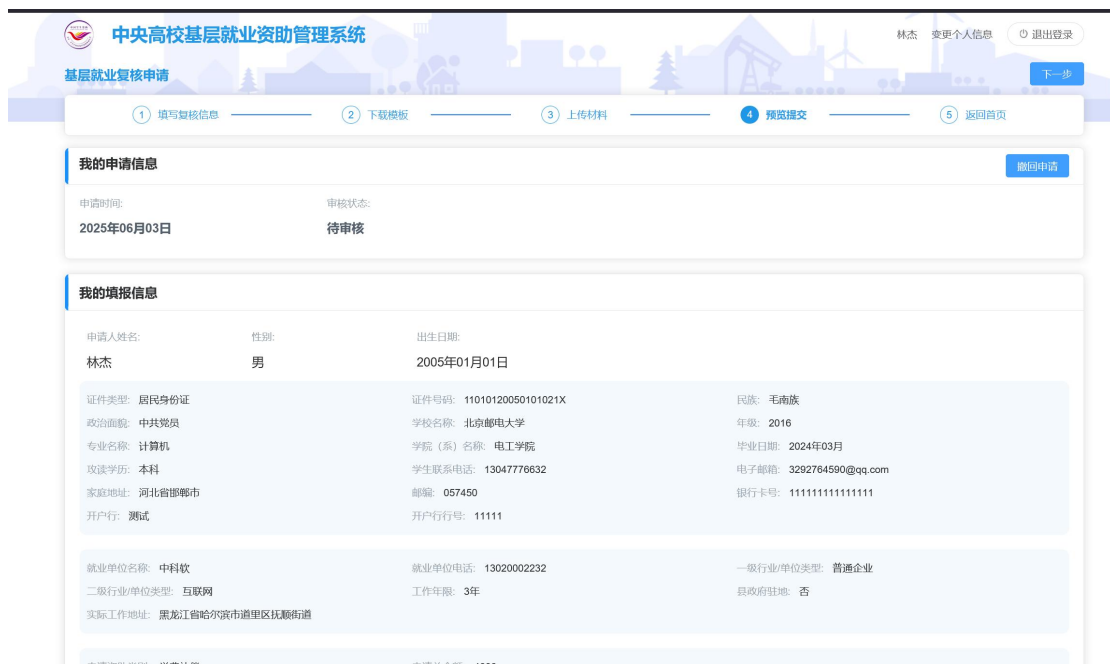 中央高校基层就业资助管理系统 林杰 变更个人信息 退出登录
基层就业复核申请 下一步
1 填写复核信息 2 下载模板 3 上传材料 4 预览提交 5 返回首页
我的申请信息 撤回申请
申请时间: 审核状态:
2025年06月03日 待审核
我的填报信息
申请人姓名: 性别: 出生日期:
林杰 男 2005年01月01日
证件类型: 居民身份证 证件号码: 11010120050101021X 民族: 毛南族
政治面貌: 中共党员 学校名称: 北京邮电大学 年级: 2016
专业名称: 计算机 学院（系）名称: 电工学院 毕业日期: 2024年03月
攻读学历: 本科 学生联系电话: 13047776632 电子邮箱: 3292764590@qq.com
家庭地址: 河北省邯郸市 邮编: 057450 银行卡号: 111111111111111
开户行: 测试 开户行行号: 11111
就业单位名称: 中科软 就业单位电话: 13020002232 一级行业/单位类型: 普通企业
二级行业/单位类型: 互联网 工作年限: 3年 县政府驻地: 否
实际工作地址: 黑龙江省哈尔滨市道里区抚顺街道